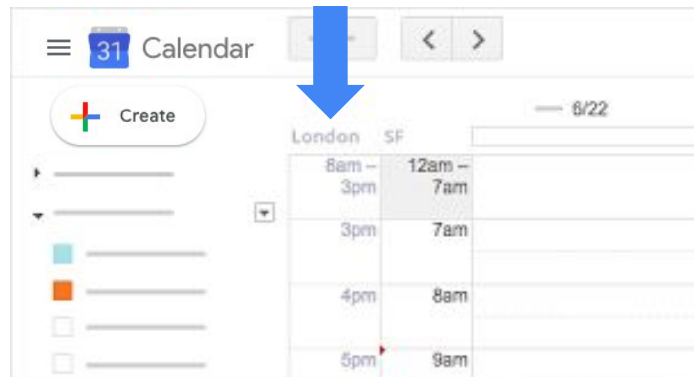 31 Calendar
Create
6/22
London SF
8am – 3pm 12am – 7am
3pm 7am
4pm 8am
5pm 9am